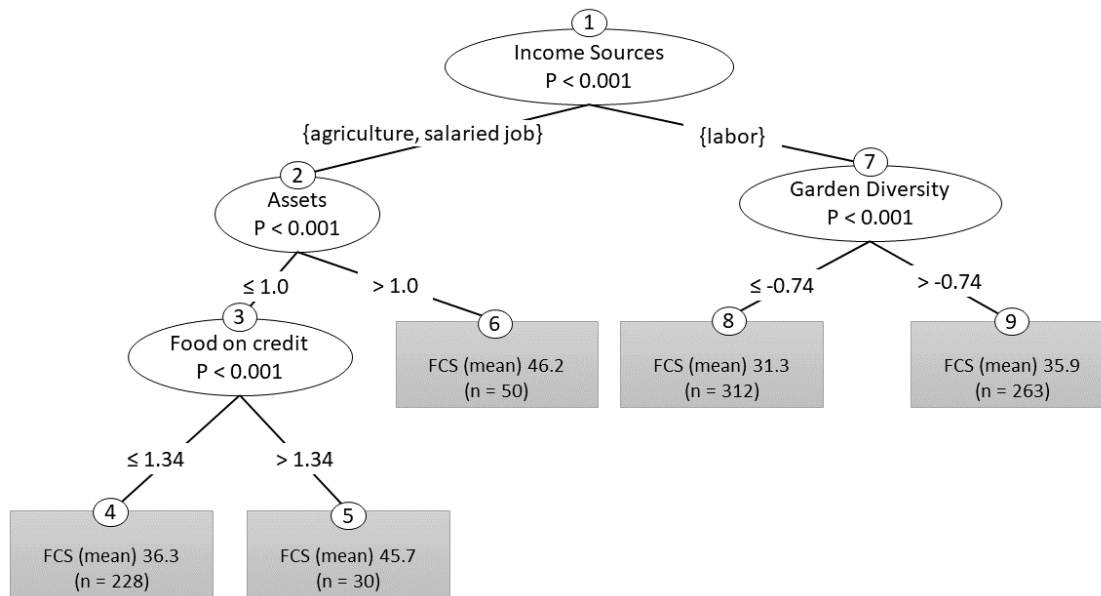 1
Income Sources
P < 0.001
{agriculture, salaried job}
{labor}
2
Assets
P < 0.001
7
Garden Diversity
P < 0.001
≤ 1.0
> 1.0
≤ -0.74
> -0.74
3
Food on credit
P < 0.001
6
FCS (mean) 46.2
(n = 50)
8
FCS (mean) 31.3
(n = 312)
9
FCS (mean) 35.9
(n = 263)
≤ 1.34
> 1.34
4
FCS (mean) 36.3
(n = 228)
5
FCS (mean) 45.7
(n = 30)